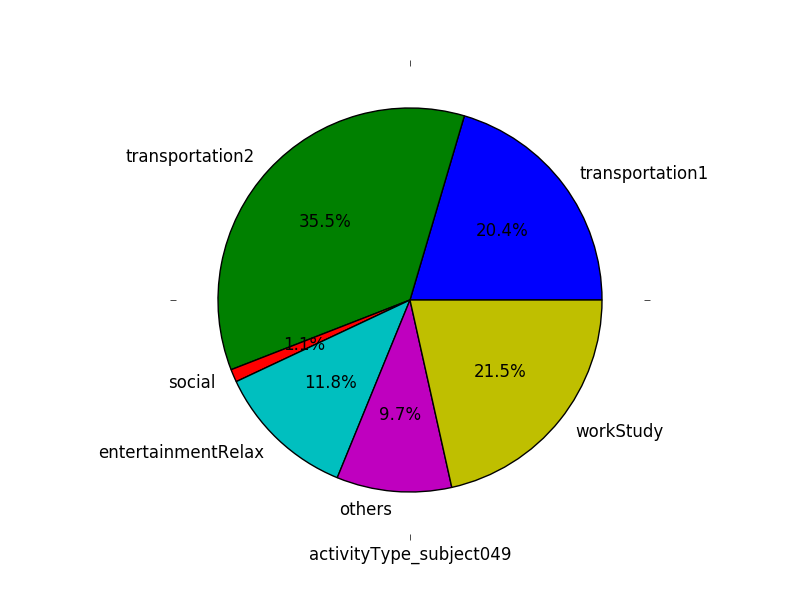 transportation2
transportation1
35.5%
20.4%
1.1%
social
11.8%
21.5%
9.7%
workStudy
entertainmentRelax
others
activityType_subject049